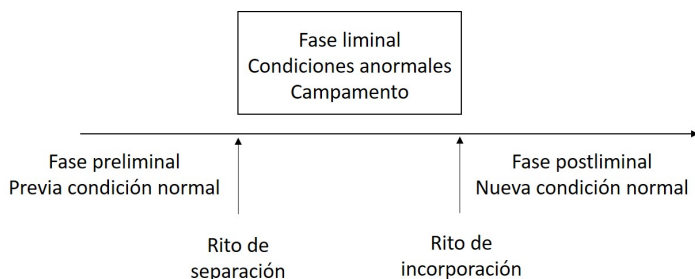 Fase liminal
Condiciones anormales
Campamento
Fase preliminal
Previa condición normal
Fase postliminal
Nueva condición normal
Rito de
separación
Rito de
incorporación